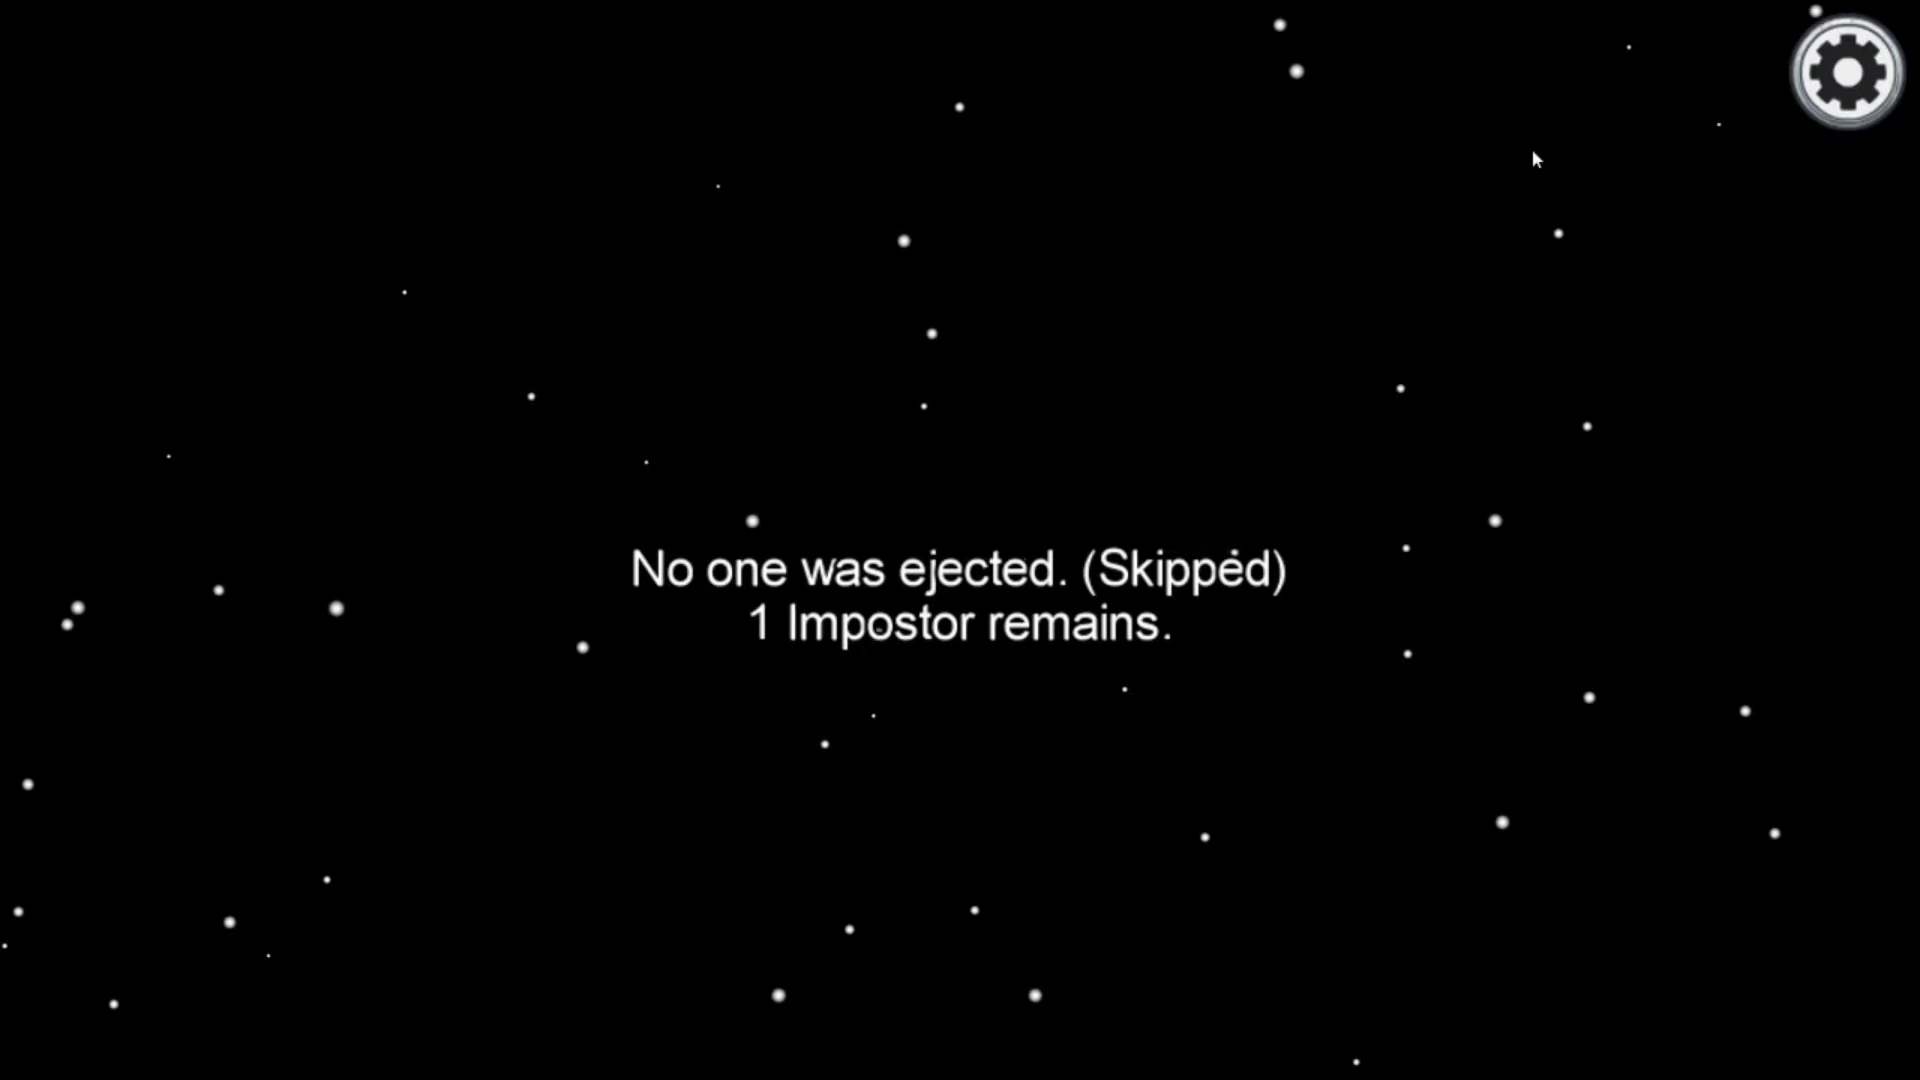 No one was ejected. (Skipped)
1 Impostor remains.